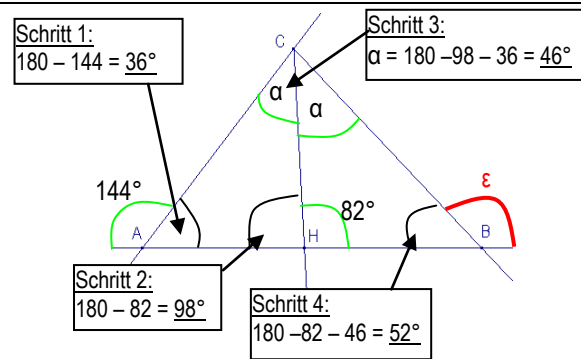 Schritt 1:
180 – 144 = 36°
Schritt 3:
α = 180 –98 – 36 = 46°
C
α
α
144°
82°
ε
A
H
B
Schritt 2:
180 – 82 = 98°
Schritt 4:
180 –82 – 46 = 52°